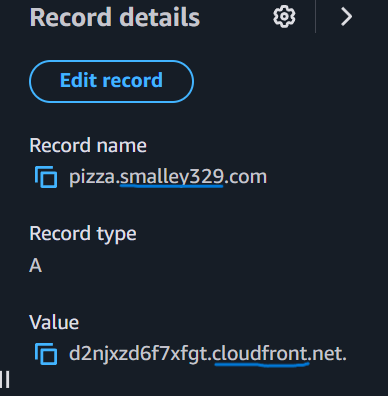 Record details
Edit record
Record name
pizza.smalley329.com
Record type
A
Value
d2njxzd6f7xfgt.cloudfront.net.